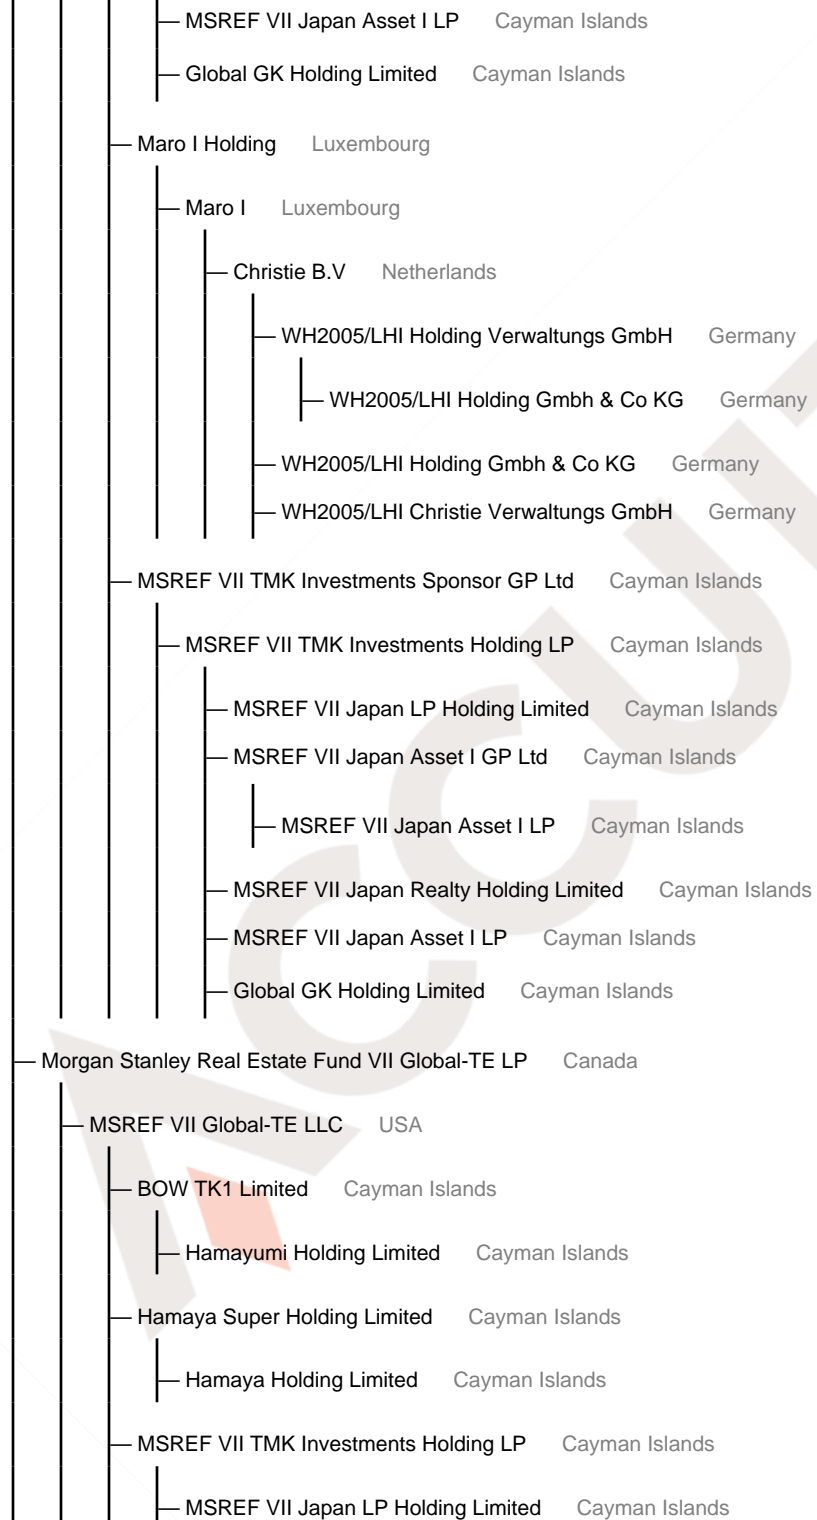 MSREF VII Japan Asset I LP Cayman Islands
Global GK Holding Limited Cayman Islands
Maro I Holding Luxembourg
Maro I Luxembourg
Christie B.V Netherlands
WH2005/LHI Holding Verwaltungs GmbH Germany
WH2005/LHI Holding Gmbh & Co KG Germany
WH2005/LHI Holding Gmbh & Co KG Germany
WH2005/LHI Christie Verwaltungs GmbH Germany
MSREF VII TMK Investments Sponsor GP Ltd Cayman Islands
MSREF VII TMK Investments Holding LP Cayman Islands
MSREF VII Japan LP Holding Limited Cayman Islands
MSREF VII Japan Asset I GP Ltd Cayman Islands
MSREF VII Japan Asset I LP Cayman Islands
MSREF VII Japan Realty Holding Limited Cayman Islands
MSREF VII Japan Asset I LP Cayman Islands
Global GK Holding Limited Cayman Islands
Morgan Stanley Real Estate Fund VII Global-TE LP Canada
MSREF VII Global-TE LLC USA
BOW TK1 Limited Cayman Islands
Hamayumi Holding Limited Cayman Islands
Hamaya Super Holding Limited Cayman Islands
Hamaya Holding Limited Cayman Islands
MSREF VII TMK Investments Holding LP Cayman Islands
MSREF VII Japan LP Holding Limited Cayman Islands